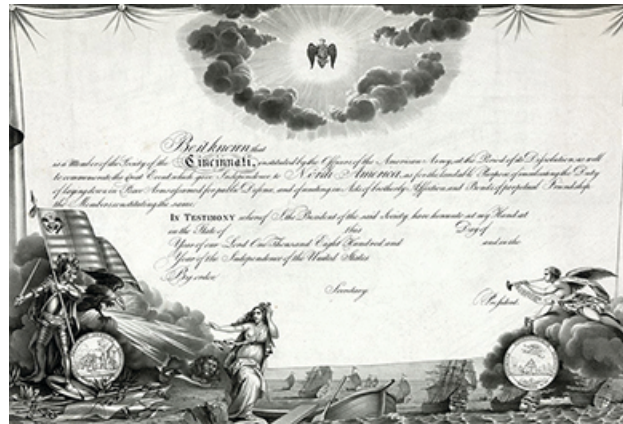 Be it known that
is a Member of the Society of the Cincinnati, instituted by the Officers of the American Army, at the Period of its Dissolution, as well
to commemorate the great Event which gave Independence to North America, as for the laudable Purpose of inculcating the Duty
of laying down in Peace Arms assumed for public Defence, and of uniting in Acts of brotherly Affection and Bonds of perpetual Friendship
the Members constituting the same.
IN TESTIMONY whereof I the President of the said Society have hereunto set my Hand at
in the State of this Day of
Year of our Lord One Thousand Eight Hundred and and in the
Year of the Independence of the United States
By order.
Secretary.
President.